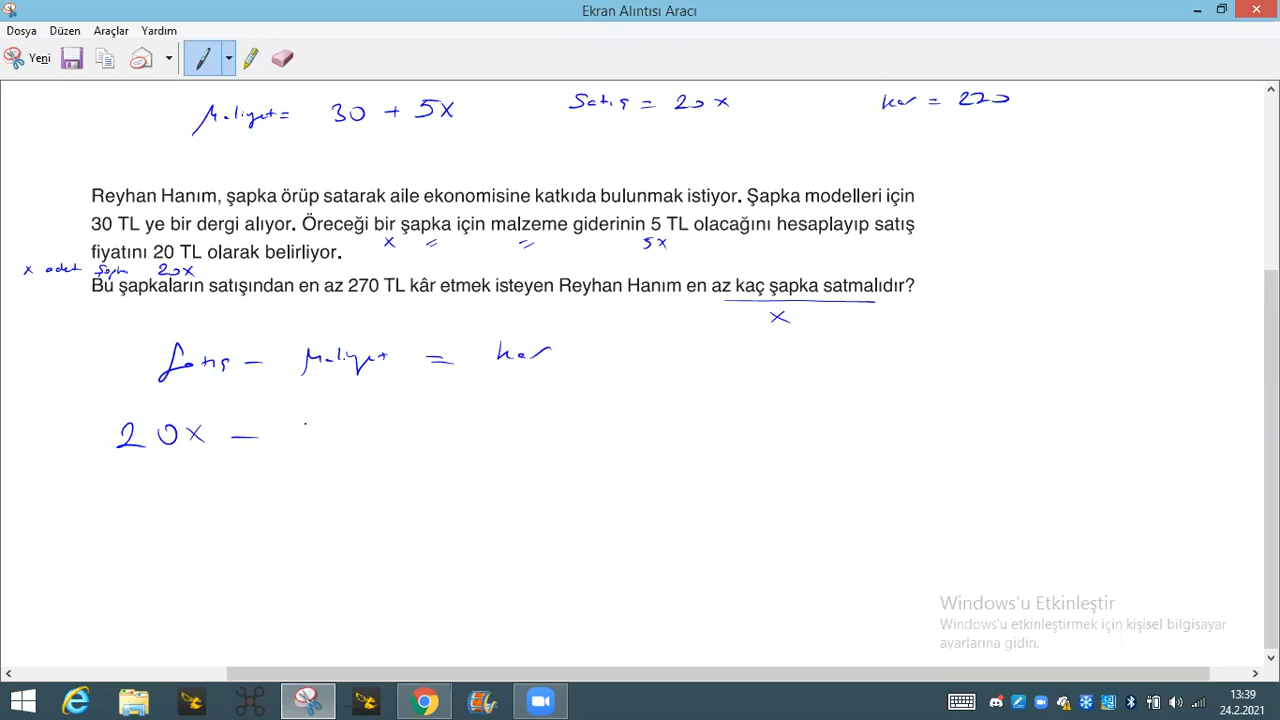 Ekran Alıntısı Aracı
Dosya Düzen Araçlar Yardım
Yeni
Maliyet = 30 + 5x Satış = 20x kar = 270
Reyhan Hanım, şapka örüp satarak aile ekonomisine katkıda bulunmak istiyor. Şapka modelleri için
30 TL ye bir dergi alıyor. Öreceği bir şapka için malzeme giderinin 5 TL olacağını hesaplayıp satış
x = = 5x
fiyatını 20 TL olarak belirliyor.
x adet şapka 20x
Bu şapkaların satışından en az 270 TL kâr etmek isteyen Reyhan Hanım en az kaç şapka satmalıdır?
x
Satış - Maliyet = kar
20x -
Windows'u Etkinleştir
Windows'u etkinleştirmek için kişisel bilgisayar
ayarlarına gidin.
13:39
24.2.2021